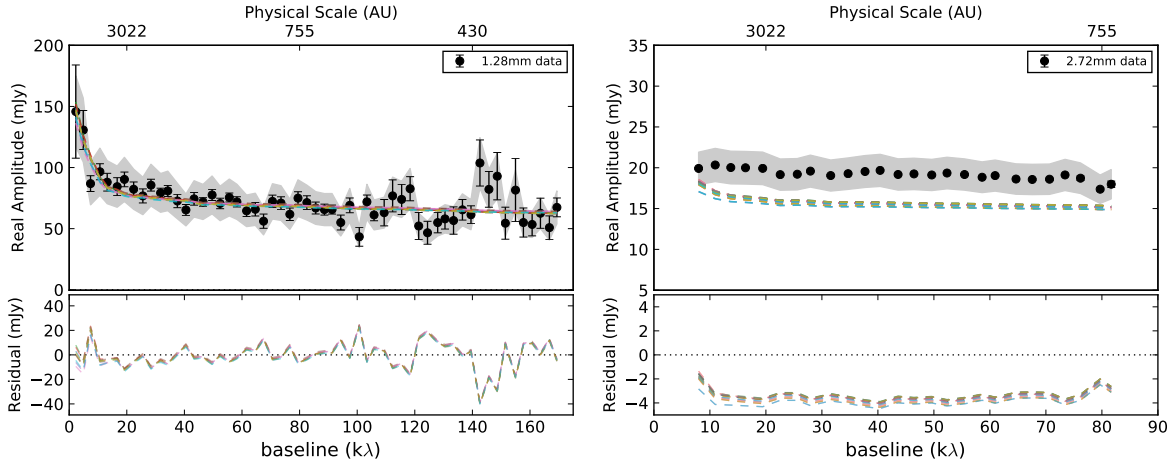 Physical Scale (AU)
3022 755 430
200
150
100
50
0
Real Amplitude (mJy)
1.28mm data
40
20
0
−20
−40
Residual (mJy)
0 20 40 60 80 100 120 140 160
baseline (kλ)
Physical Scale (AU)
3022 755
35
30
25
20
15
10
5
Real Amplitude (mJy)
2.72mm data
4
2
0
−2
−4
Residual (mJy)
0 10 20 30 40 50 60 70 80 90
baseline (kλ)